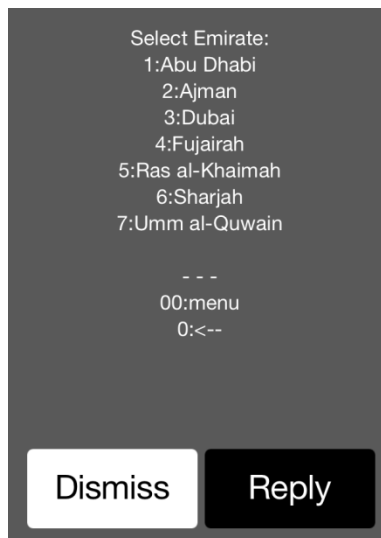 Select Emirate:
1:Abu Dhabi
2:Ajman
3:Dubai
4:Fujairah
5:Ras al-Khaimah
6:Sharjah
7:Umm al-Quwain
- - -
00:menu
0:<--
Dismiss
Reply